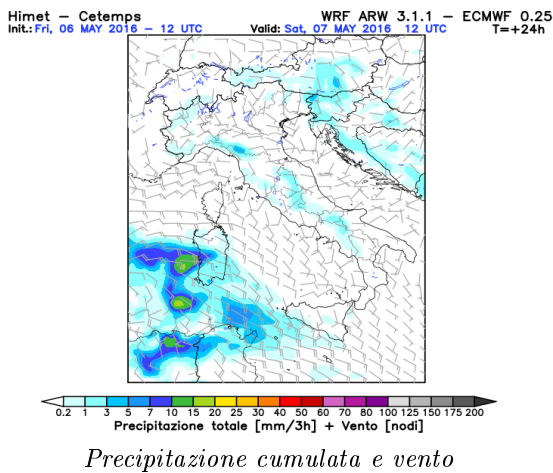 Himet – Cetemps WRF ARW 3.1.1 – ECMWF 0.25
Init.: Fri, 06 MAY 2016 – 12 UTC Valid: Sat, 07 MAY 2016 12 UTC T=+24h
0.2 1 3 5 7 10 15 20 25 30 40 50 60 70 80 100 125 150 175 200
Precipitazione totale [mm/3h] + Vento [nodi]
Precipitazione cumulata e vento